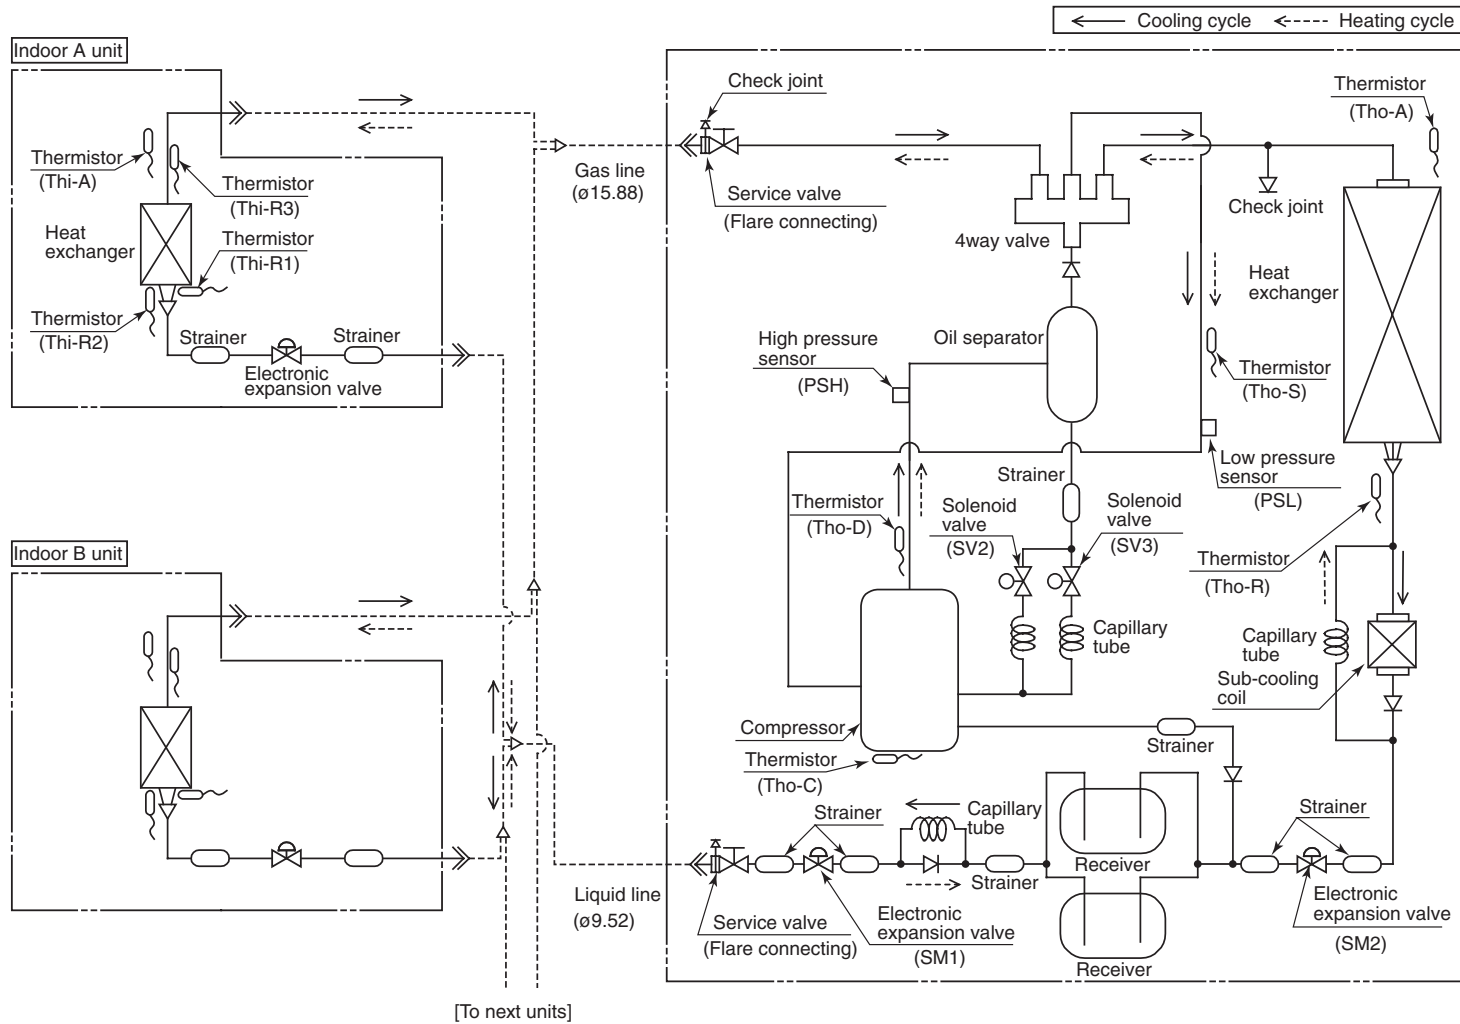 Cooling cycle
Heating cycle
Indoor A unit
Thermistor
(Thi-A)
Thermistor
(Thi-R3)
Heat
exchanger
Thermistor
(Thi-R1)
Thermistor
(Thi-R2)
Strainer
Strainer
Electronic
expansion valve
Indoor B unit
[To next units]
Gas line
(ø15.88)
Liquid line
(ø9.52)
Check joint
Service valve
(Flare connecting)
4way valve
Check joint
Thermistor
(Tho-A)
Heat
exchanger
Oil separator
High pressure
sensor
(PSH)
Thermistor
(Tho-S)
Low pressure
sensor
(PSL)
Strainer
Thermistor
(Tho-D)
Solenoid
valve
(SV2)
Solenoid
valve
(SV3)
Thermistor
(Tho-R)
Capillary
tube
Capillary
tube
Sub-cooling
coil
Compressor
Thermistor
(Tho-C)
Strainer
Strainer
Capillary
tube
Strainer
Receiver
Receiver
Strainer
Service valve
(Flare connecting)
Electronic
expansion valve
(SM1)
Electronic
expansion valve
(SM2)